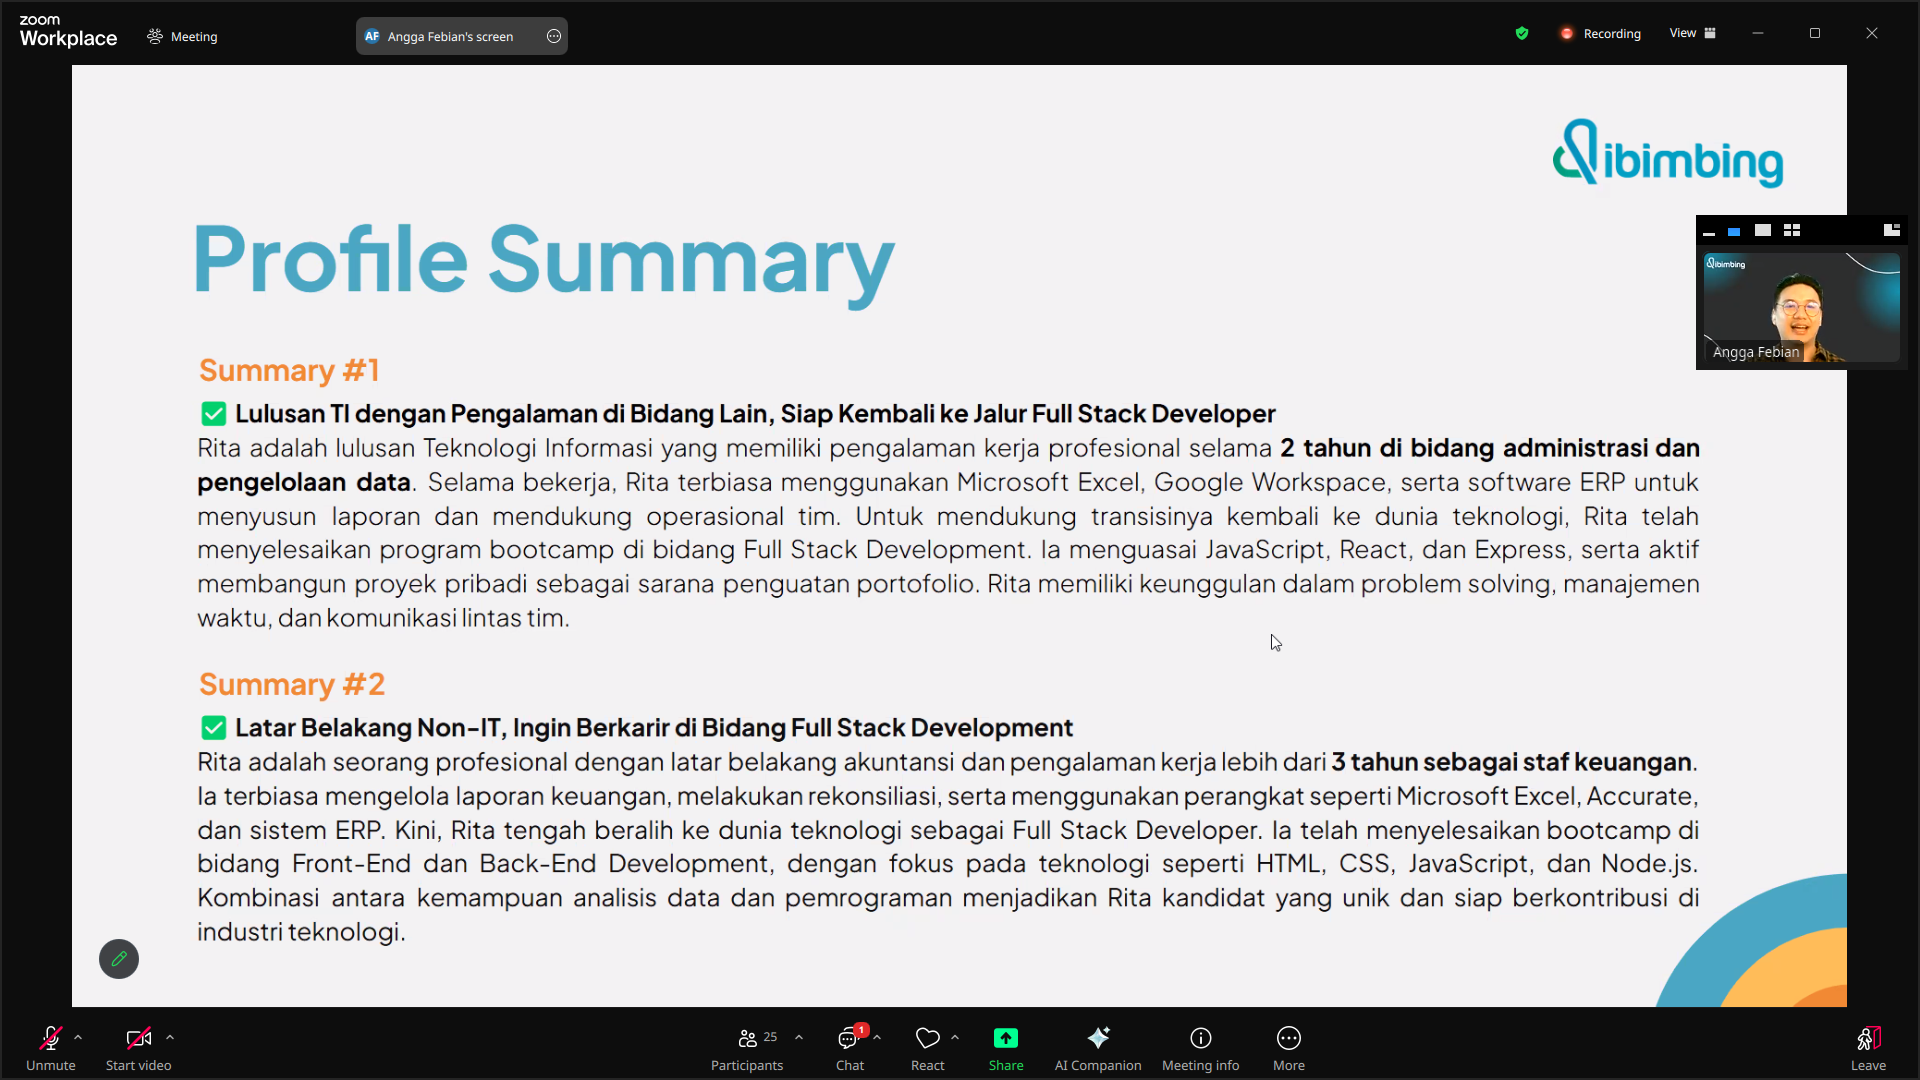 zoom
Workplace
Meeting
AF Angga Febian's screen
Recording
View
ibimbing
Profile Summary
ibimbing
Angga Febian
Summary #1
✅ Lulusan TI dengan Pengalaman di Bidang Lain, Siap Kembali ke Jalur Full Stack Developer
Rita adalah lulusan Teknologi Informasi yang memiliki pengalaman kerja profesional selama 2 tahun di bidang administrasi dan
pengelolaan data. Selama bekerja, Rita terbiasa menggunakan Microsoft Excel, Google Workspace, serta software ERP untuk
menyusun laporan dan mendukung operasional tim. Untuk mendukung transisinya kembali ke dunia teknologi, Rita telah
menyelesaikan program bootcamp di bidang Full Stack Development. Ia menguasai JavaScript, React, dan Express, serta aktif
membangun proyek pribadi sebagai sarana penguatan portofolio. Rita memiliki keunggulan dalam problem solving, manajemen
waktu, dan komunikasi lintas tim.
Summary #2
✅ Latar Belakang Non-IT, Ingin Berkarir di Bidang Full Stack Development
Rita adalah seorang profesional dengan latar belakang akuntansi dan pengalaman kerja lebih dari 3 tahun sebagai staf keuangan.
Ia terbiasa mengelola laporan keuangan, melakukan rekonsiliasi, serta menggunakan perangkat seperti Microsoft Excel, Accurate,
dan sistem ERP. Kini, Rita tengah beralih ke dunia teknologi sebagai Full Stack Developer. Ia telah menyelesaikan bootcamp di
bidang Front-End dan Back-End Development, dengan fokus pada teknologi seperti HTML, CSS, JavaScript, dan Node.js.
Kombinasi antara kemampuan analisis data dan pemrograman menjadikan Rita kandidat yang unik dan siap berkontribusi di
industri teknologi.
25
1
Unmute
Start video
Participants
Chat
React
Share
AI Companion
Meeting info
More
Leave